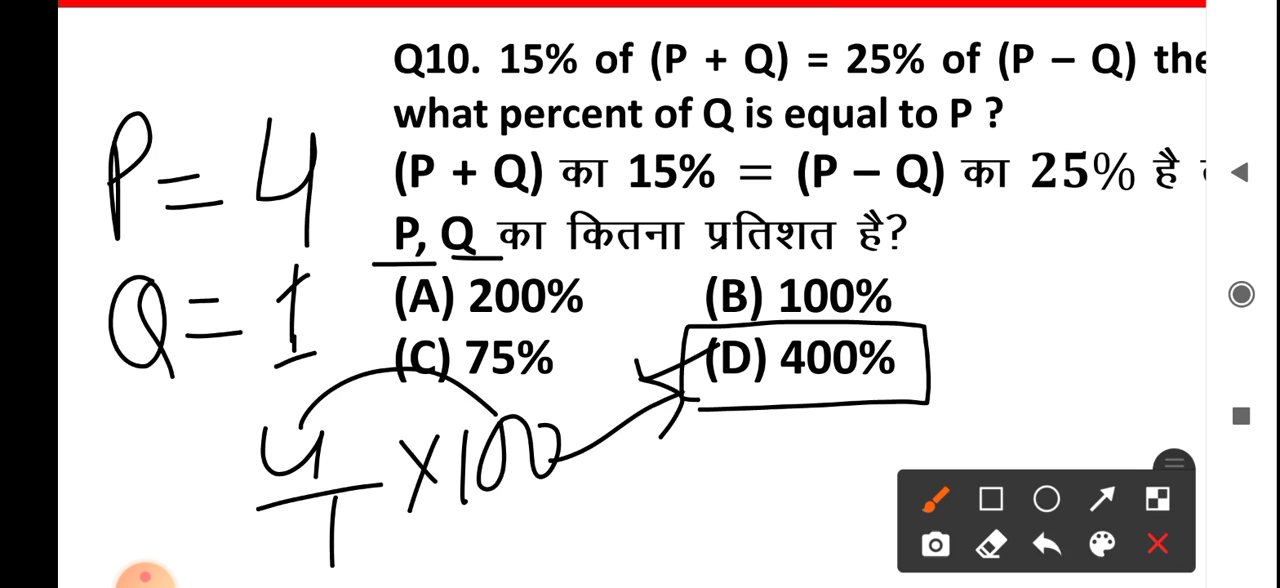 Q10. 15% of (P + Q) = 25% of (P – Q) the
what percent of Q is equal to P ?
(P + Q) का 15% = (P – Q) का 25% है
P, Q का कितना प्रतिशत है?
(A) 200% (B) 100%
(C) 75% (D) 400%
P = 4
Q = 1
4/1 × 100